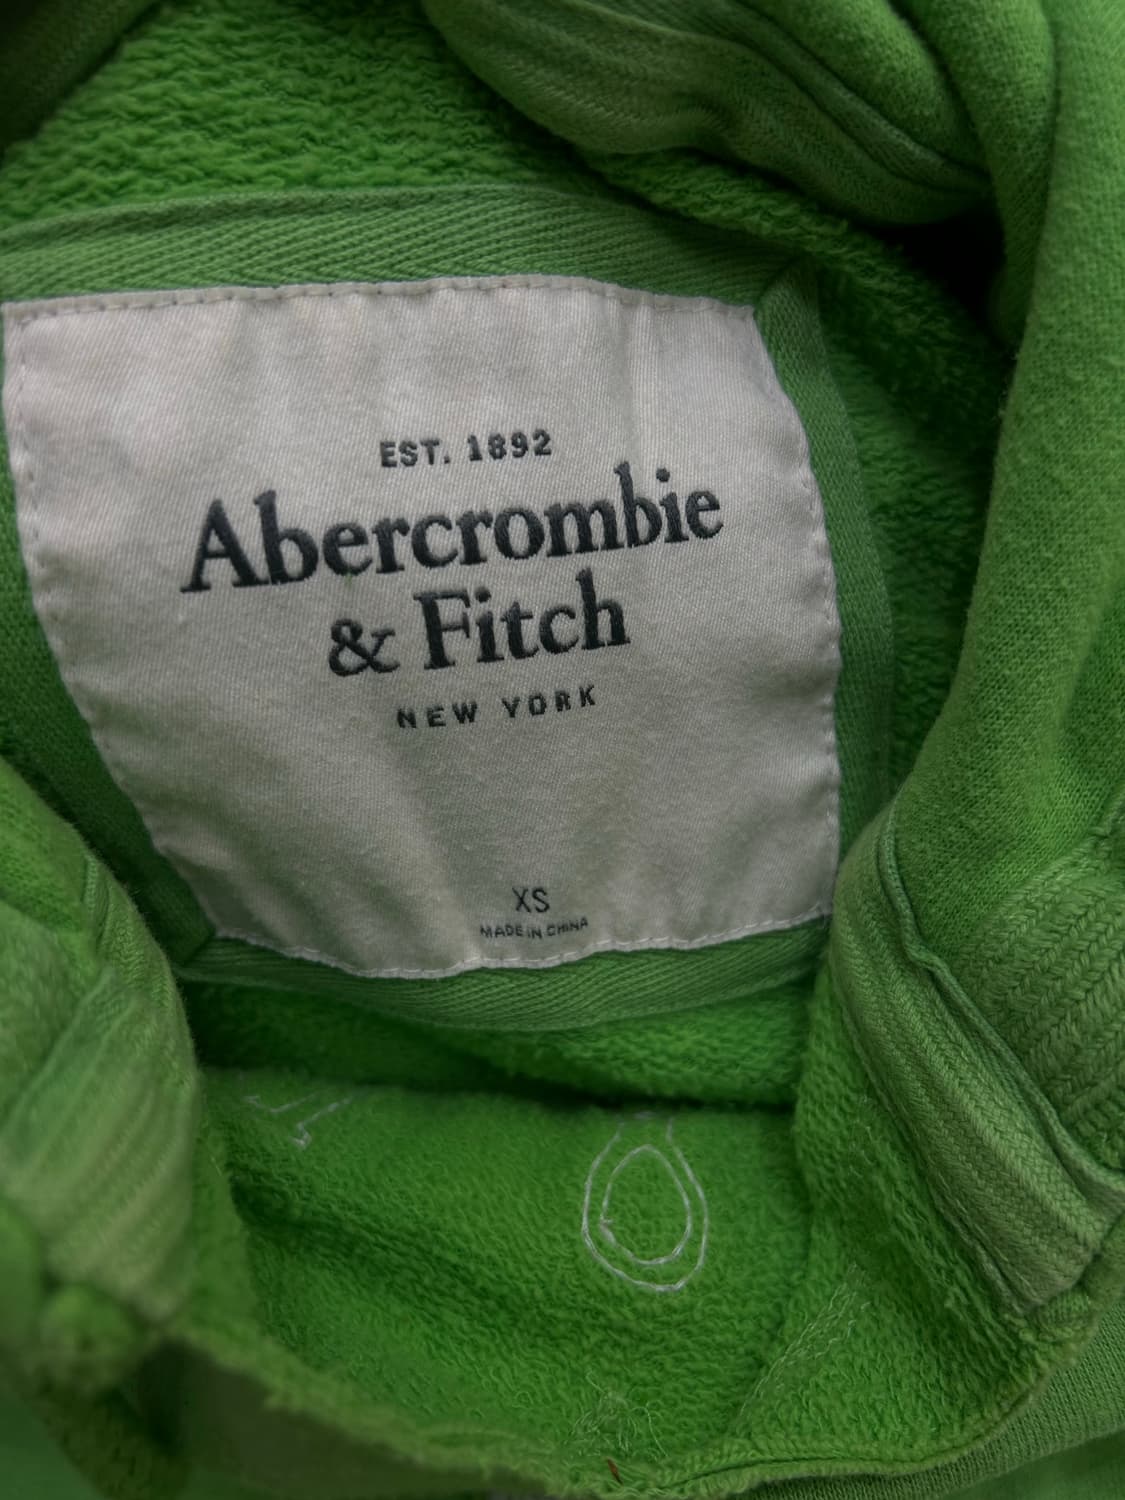 EST. 1892
Abercrombie
& Fitch
NEW YORK
XS
MADE IN CHINA